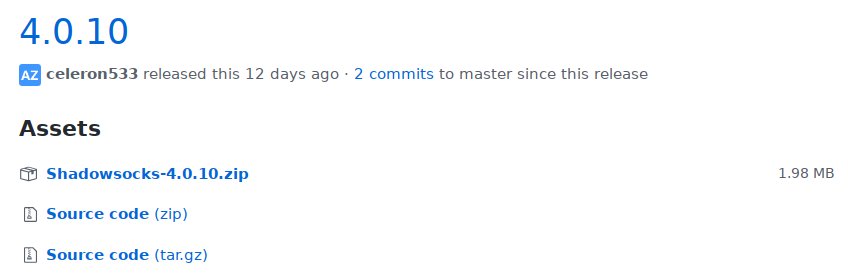 4.0.10
AZ celeron533 released this 12 days ago · 2 commits to master since this release
Assets
Shadowsocks-4.0.10.zip 1.98 MB
Source code (zip)
Source code (tar.gz)